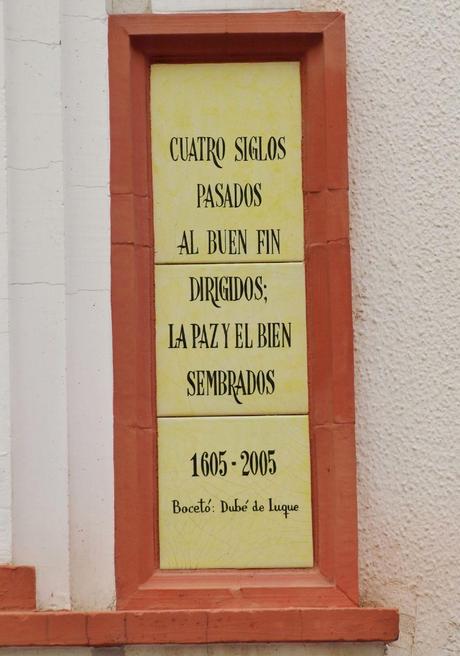 CUATRO SIGLOS
PASADOS
AL BUEN FIN
DIRIGIDOS;
LA PAZ Y EL BIEN
SEMBRADOS
1605-2005
Bocetó: Dubé de Luque